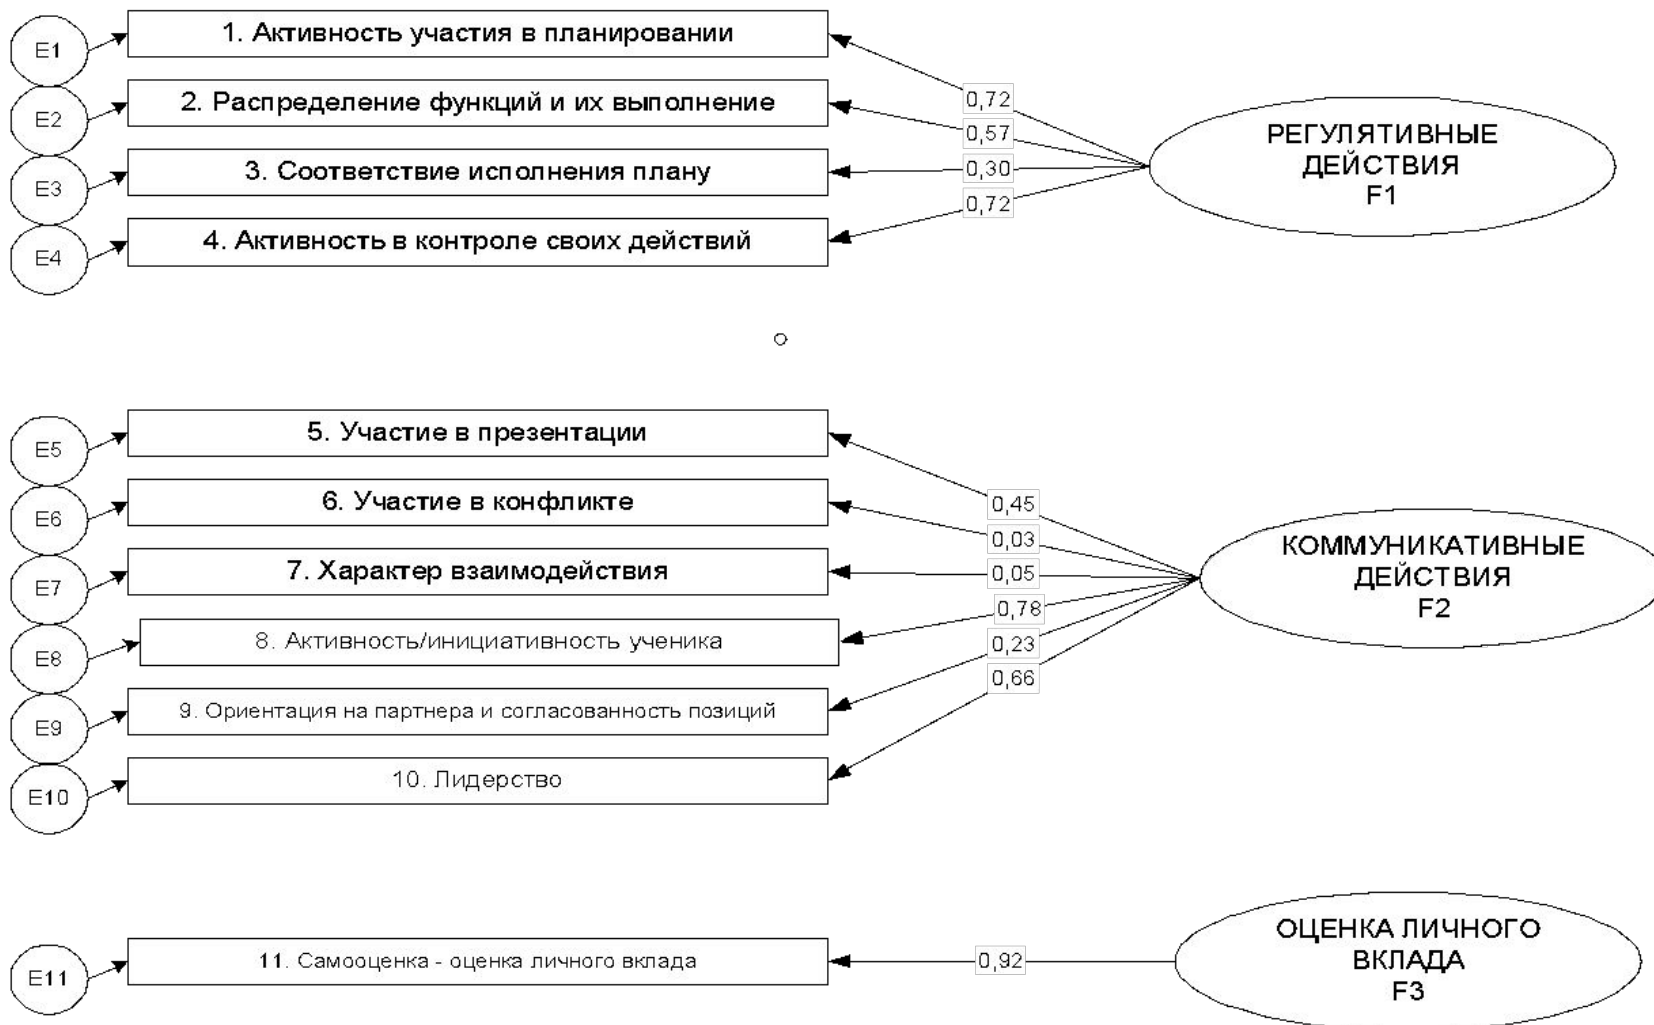 E1
1. Активность участия в планировании
E2
2. Распределение функций и их выполнение
E3
3. Соответствие исполнения плану
E4
4. Активность в контроле своих действий
0,72
0,57
0,30
0,72
РЕГУЛЯТИВНЫЕ
ДЕЙСТВИЯ
F1
E5
5. Участие в презентации
E6
6. Участие в конфликте
E7
7. Характер взаимодействия
E8
8. Активность/инициативность ученика
E9
9. Ориентация на партнера и согласованность позиций
E10
10. Лидерство
0,45
0,03
0,05
0,78
0,23
0,66
КОММУНИКАТИВНЫЕ
ДЕЙСТВИЯ
F2
E11
11. Самооценка - оценка личного вклада
0,92
ОЦЕНКА ЛИЧНОГО
ВКЛАДА
F3